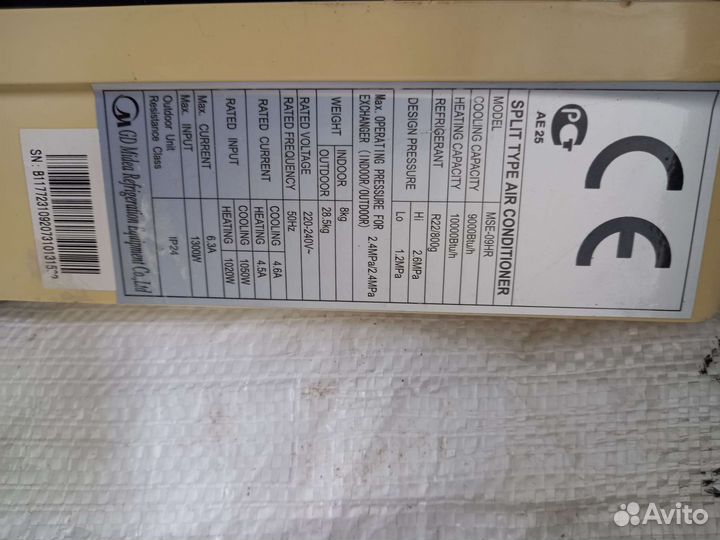 CE
PCT
AE 25
SPLIT TYPE AIR CONDITIONER
MODEL MSE-09HR
COOLING CAPACITY 9000Btu/h
HEATING CAPACITY 10000Btu/h
REFRIGERANT R22/800g
DESIGN PRESSURE Hi 2.6MPa
Lo 1.2MPa
Max. OPERATING PRESSURE FOR
EXCHANGER (INDOOR/OUTDOOR) 2.4MPa/2.4MPa
WEIGHT INDOOR 8kg
OUTDOOR 28.5kg
RATED VOLTAGE 220-240V~
RATED FREQUENCY 50Hz
RATED CURRENT COOLING 4.6A
HEATING 4.5A
RATED INPUT COOLING 1050W
HEATING 1020W
Max. CURRENT 6.3A
Max. INPUT 1300W
Outdoor Unit
Resistance Class IP24
GD Midea Refrigeration Equipment Co.,Ltd
SN:
Avito